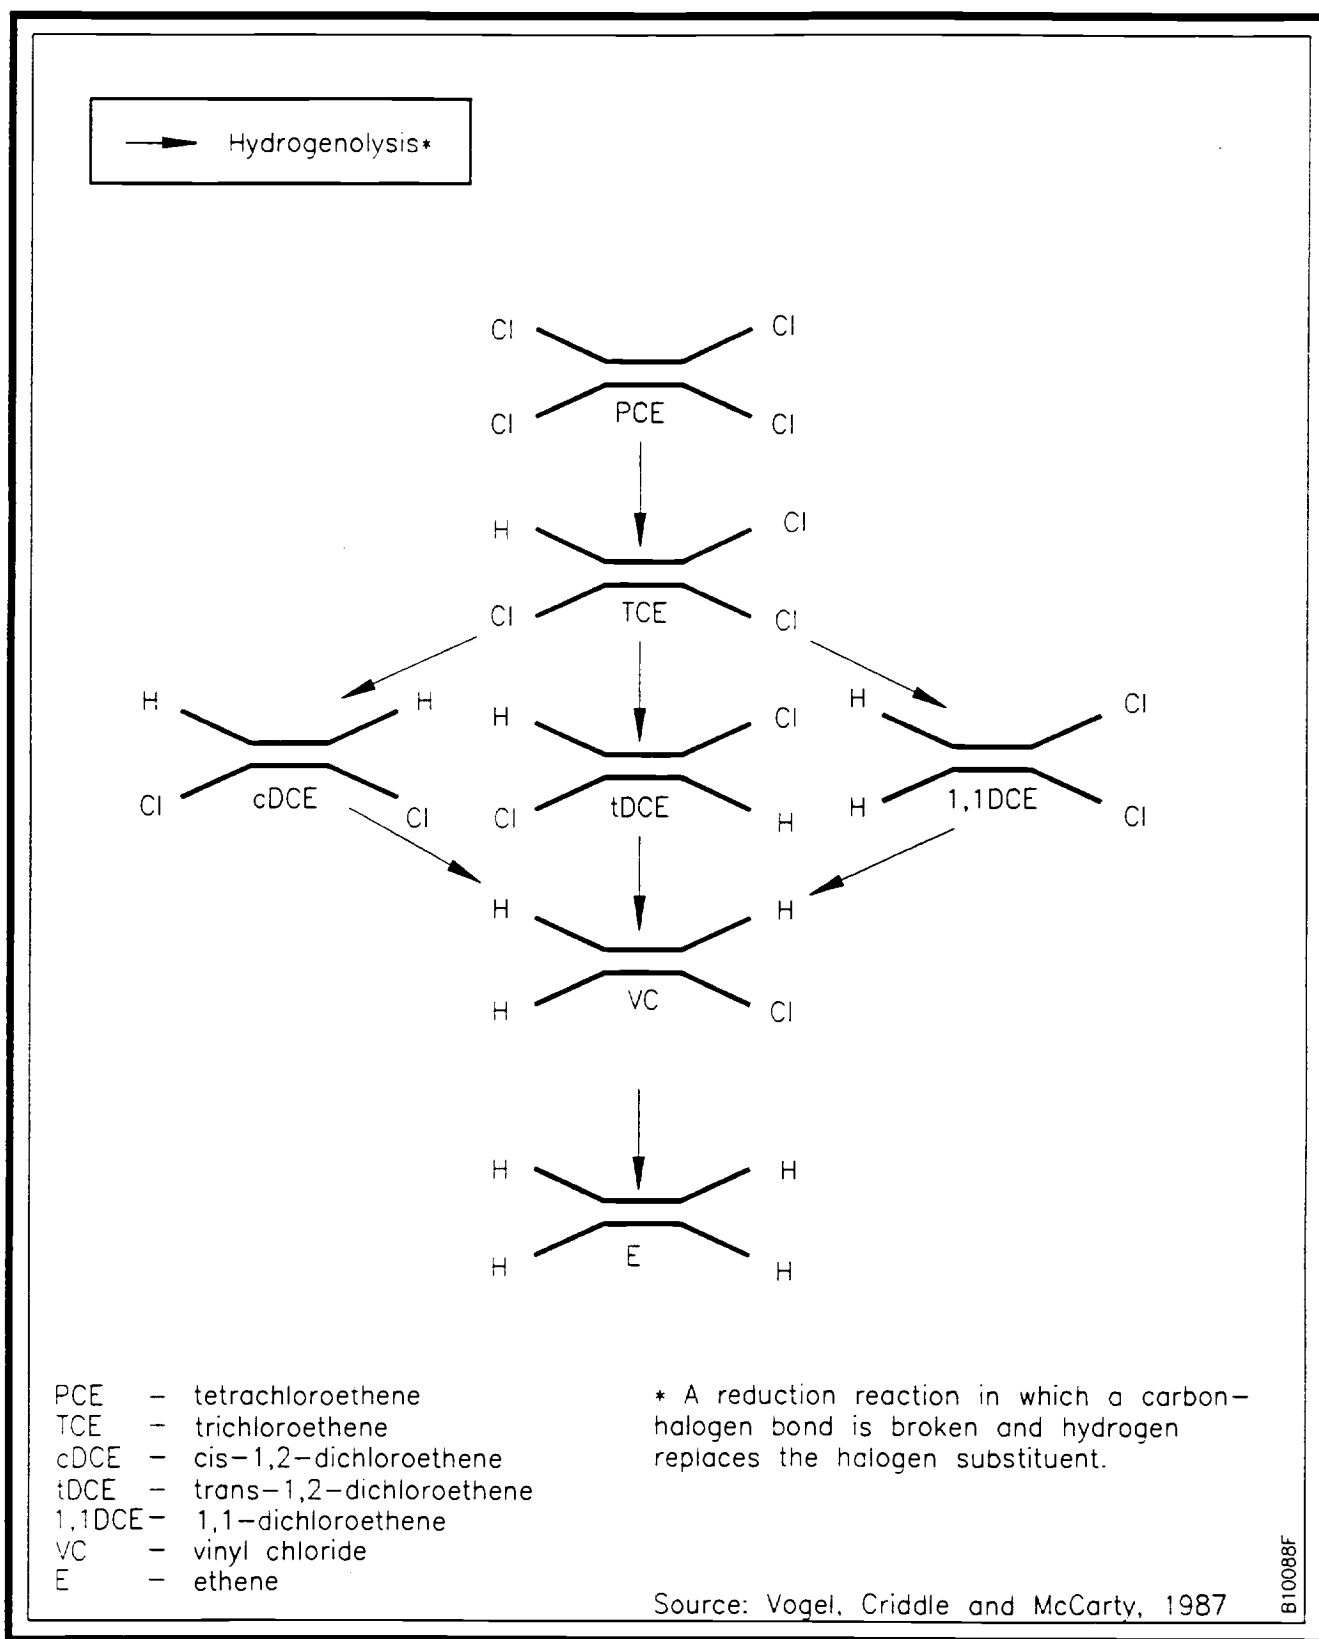 Hydrogenolysis*
Cl Cl
Cl PCE Cl
H Cl
Cl TCE Cl
H H H Cl H Cl
Cl cDCE Cl Cl tDCE H H 1,1DCE Cl
H H
H VC Cl
H H
H E H
PCE – tetrachloroethene
TCE – trichloroethene
cDCE – cis–1,2–dichloroethene
tDCE – trans–1,2–dichloroethene
1,1DCE– 1,1–dichloroethene
VC – vinyl chloride
E – ethene
* A reduction reaction in which a carbon–
halogen bond is broken and hydrogen
replaces the halogen substituent.
Source: Vogel, Criddle and McCarty, 1987
B10088F